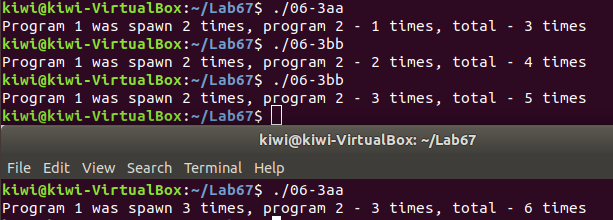 kiwi@kiwi-VirtualBox:~/Lab67$ ./06-3aa
Program 1 was spawn 2 times, program 2 - 1 times, total - 3 times
kiwi@kiwi-VirtualBox:~/Lab67$ ./06-3bb
Program 1 was spawn 2 times, program 2 - 2 times, total - 4 times
kiwi@kiwi-VirtualBox:~/Lab67$ ./06-3bb
Program 1 was spawn 2 times, program 2 - 3 times, total - 5 times
kiwi@kiwi-VirtualBox:~/Lab67$
kiwi@kiwi-VirtualBox: ~/Lab67
File Edit View Search Terminal Help
kiwi@kiwi-VirtualBox:~/Lab67$ ./06-3aa
Program 1 was spawn 3 times, program 2 - 3 times, total - 6 times